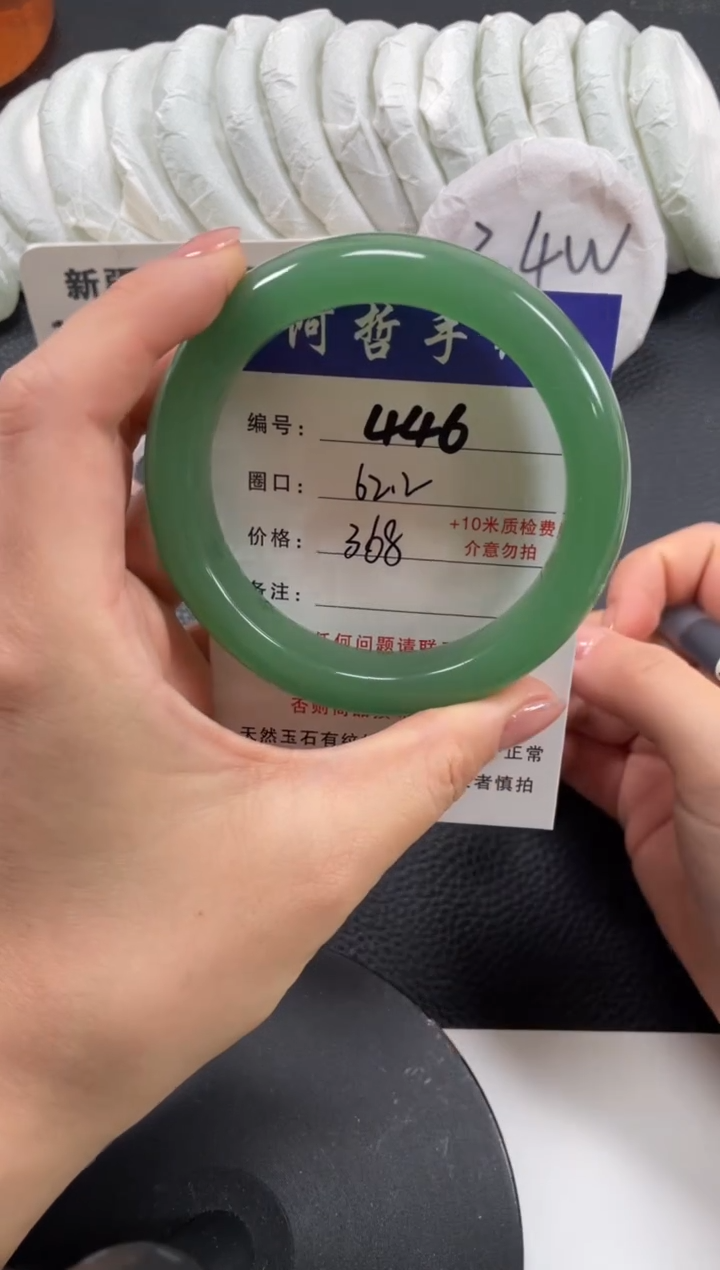 新疆
.4W
阿哲手
编号: 446
圈口: 62.2
价格: 368
+10米质检费
介意勿拍
备注:
任何问题请联
否则
天然玉石有纹
正常
者慎拍